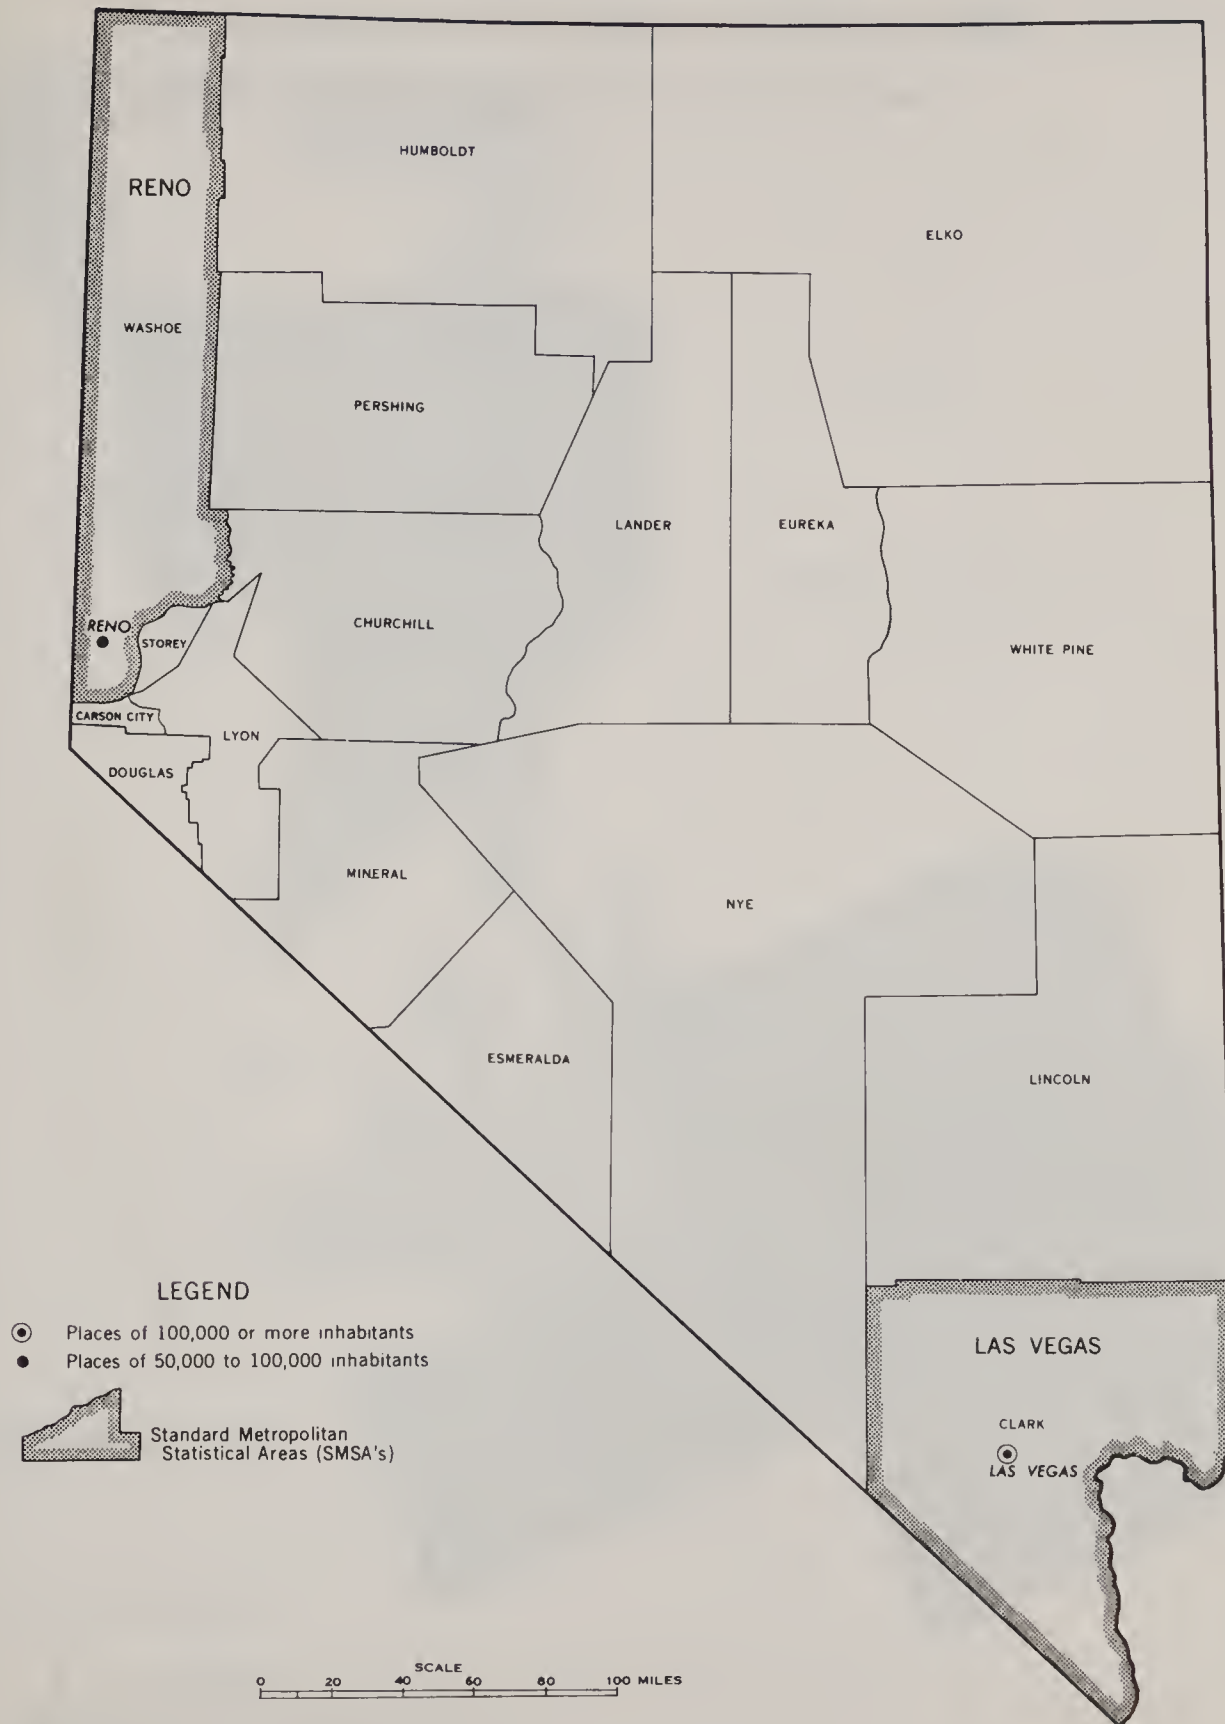 HUMBOLDT
RENO
ELKO
WASHOE
PERSHING
LANDER
EUREKA
RENO
STOREY
CHURCHILL
WHITE PINE
CARSON CITY
LYON
DOUGLAS
MINERAL
NYE
ESMERALDA
LINCOLN
LEGEND
Places of 100,000 or more inhabitants
Places of 50,000 to 100,000 inhabitants
Standard Metropolitan
Statistical Areas (SMSA's)
LAS VEGAS
CLARK
LAS VEGAS
SCALE
0 20 40 60 80 100 MILES